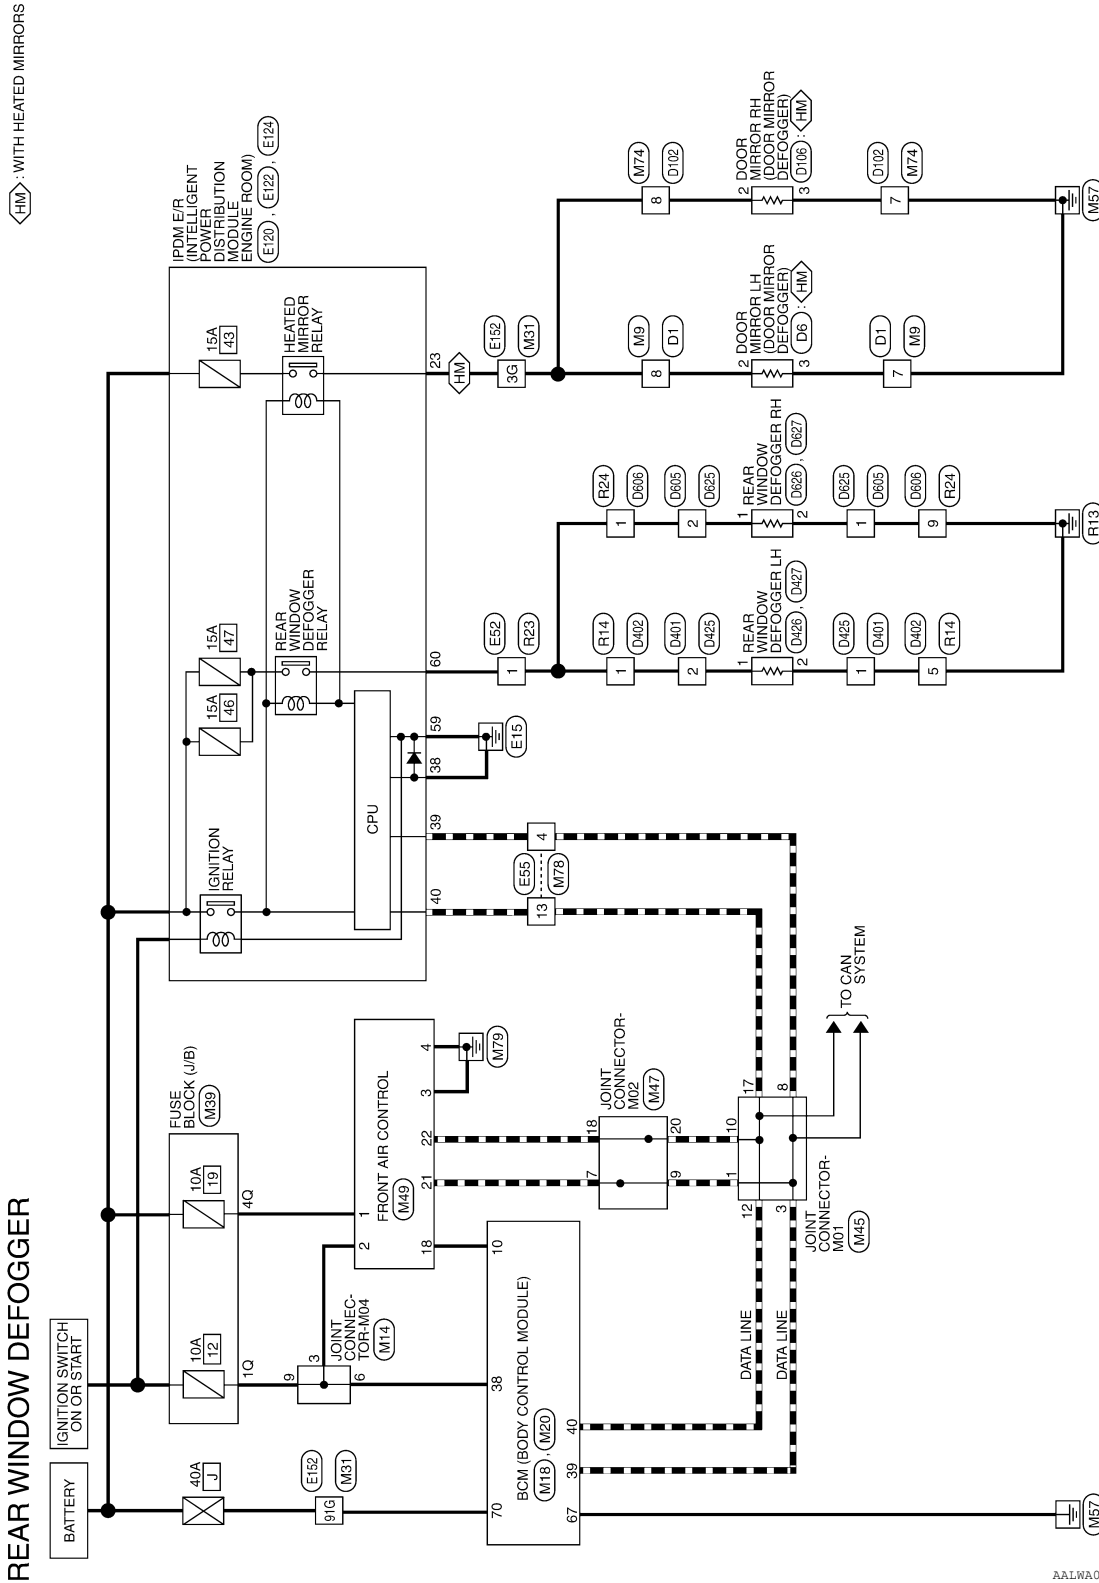 REAR WINDOW DEFOGGER
HM : WITH HEATED MIRRORS
BATTERY
IGNITION SWITCH
ON OR START
40A
J
E152
M31
91G
70
10A
12
1Q
10A
19
4Q
FUSE
BLOCK (J/B)
M39
9
3
6
JOINT
CONNEC-
TOR-M04
M14
38
10
BCM (BODY CONTROL MODULE)
M18 , M20
67
39
40
2
1
FRONT AIR CONTROL
M49
18
21
22
3
4
M79
JOINT
CONNECTOR-
M02
M47
7
18
9
20
1
10
12
3
17
8
JOINT
CONNECTOR-
M01
M45
DATA LINE
DATA LINE
TO CAN
SYSTEM
M57
IPDM E/R
(INTELLIGENT
POWER
DISTRIBUTION
MODULE
ENGINE ROOM)
E120 , E122 , E124
IGNITION
RELAY
15A
46
15A
47
REAR
WINDOW
DEFOGGER
RELAY
15A
43
HEATED
MIRROR
RELAY
CPU
40
39
38
59
60
23
HM
E15
13
4
E55
M78
1
E52
R23
3G
E152
M31
1
R14
D402
2
D401
D425
1
REAR
WINDOW
DEFOGGER LH
D426 , D427
2
1
D425
D401
5
D402
R14
1
R24
D606
2
D605
D625
1
REAR
WINDOW
DEFOGGER RH
D626 , D627
2
1
D625
D605
9
D606
R24
R13
8
M9
D1
2
DOOR
MIRROR LH
(DOOR MIRROR
DEFOGGER)
D6 : HM
3
7
D1
M9
8
M74
D102
2
DOOR
MIRROR RH
(DOOR MIRROR
DEFOGGER)
D106 : HM
3
7
D102
M74
M57